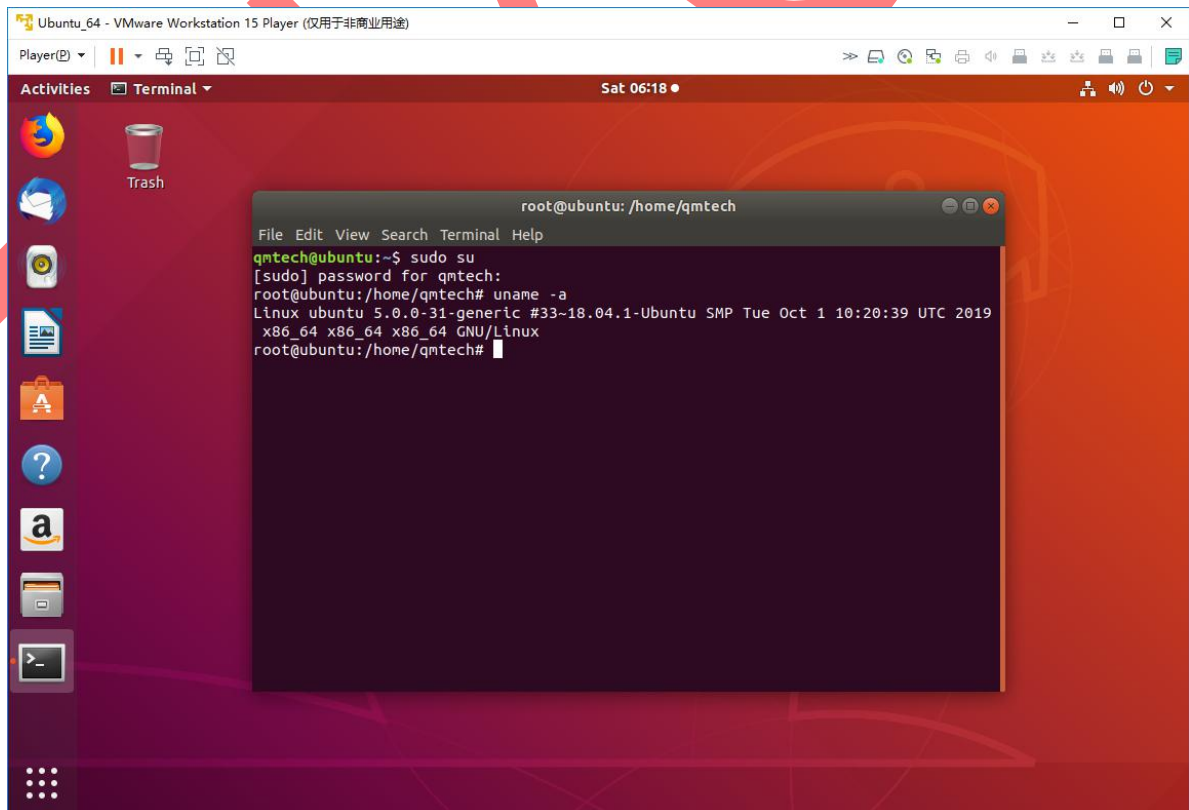 Ubuntu_64 - VMware Workstation 15 Player (仅用于非商业用途)
Player(P)
Activities Terminal Sat 06:18
Trash
root@ubuntu: /home/qmtech
File Edit View Search Terminal Help
qmtech@ubuntu:~$ sudo su
[sudo] password for qmtech:
root@ubuntu:/home/qmtech# uname -a
Linux ubuntu 5.0.0-31-generic #33~18.04.1-Ubuntu SMP Tue Oct 1 10:20:39 UTC 2019
x86_64 x86_64 x86_64 GNU/Linux
root@ubuntu:/home/qmtech#